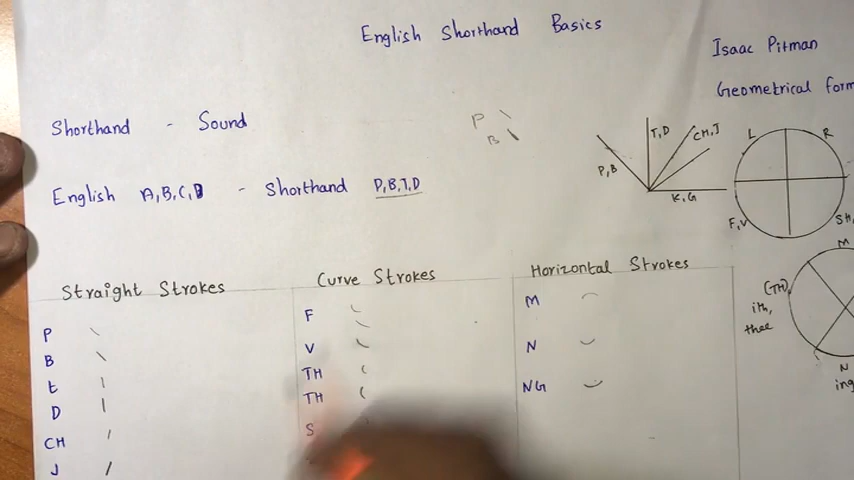 English Shorthand Basics
Isaac Pitman
Geometrical form
Shorthand - Sound
P
B
English A,B,C,D - Shorthand P,B,T,D
P,B
T,D
CH,J
K,G
L
R
F,V
SH,
M
(TH)
ith,
thee
N
ing
Straight Strokes
P
B
t
D
CH
J
Curve Strokes
F
V
TH
TH
S
Horizontal Strokes
M
N
NG